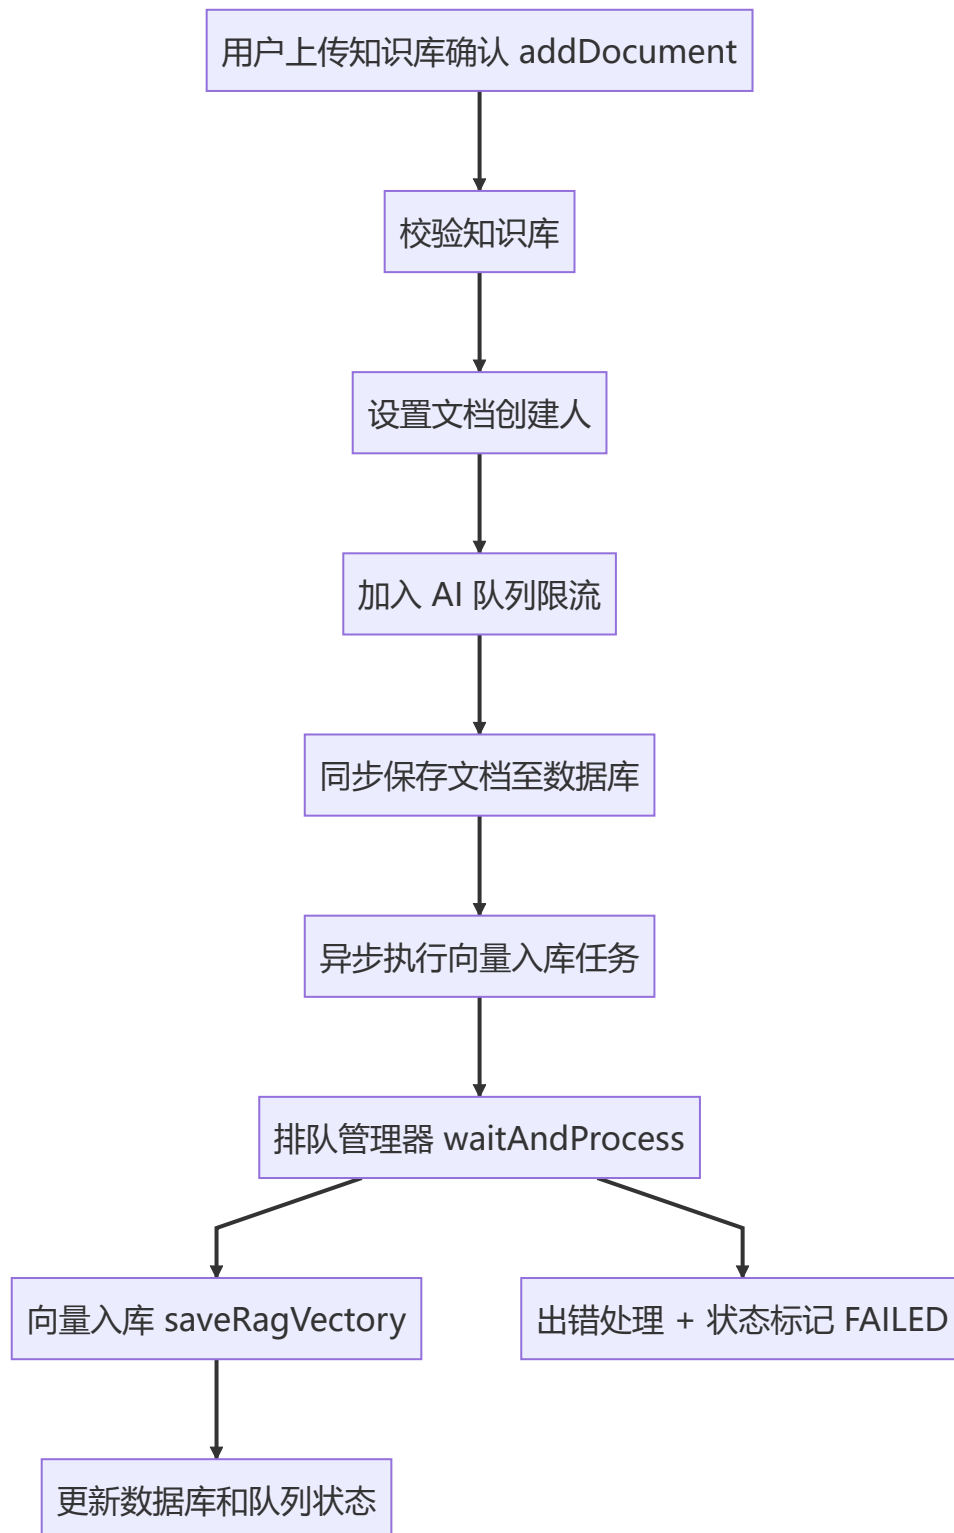 用户上传知识库确认 addDocument
校验知识库
设置文档创建人
加入 AI 队列限流
同步保存文档至数据库
异步执行向量入库任务
排队管理器 waitAndProcess
向量入库 saveRagVectory
出错处理 + 状态标记 FAILED
更新数据库和队列状态